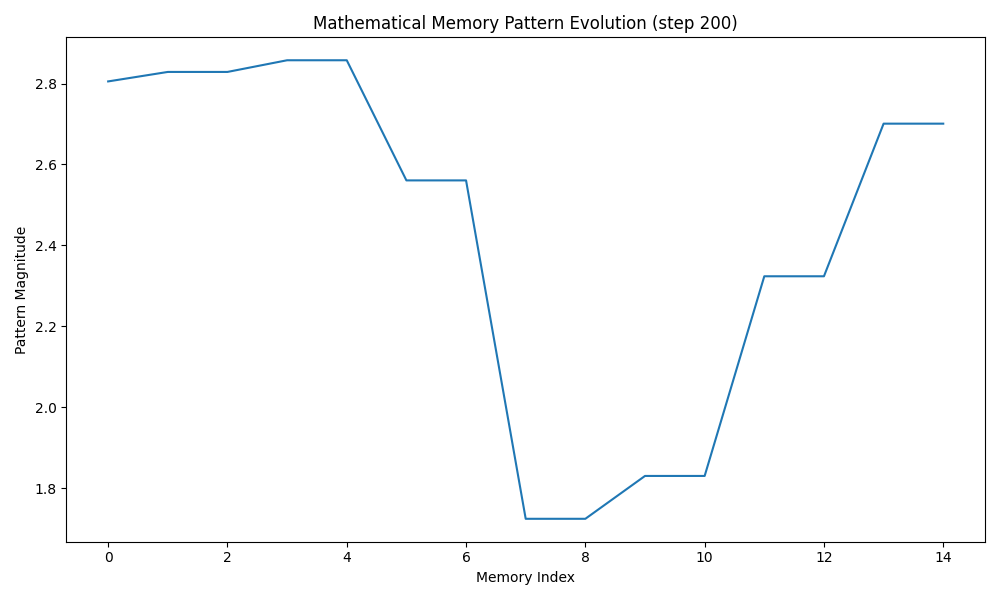 Mathematical Memory Pattern Evolution (step 200)
Pattern Magnitude
2.8
2.6
2.4
2.2
2.0
1.8
0 2 4 6 8 10 12 14
Memory Index